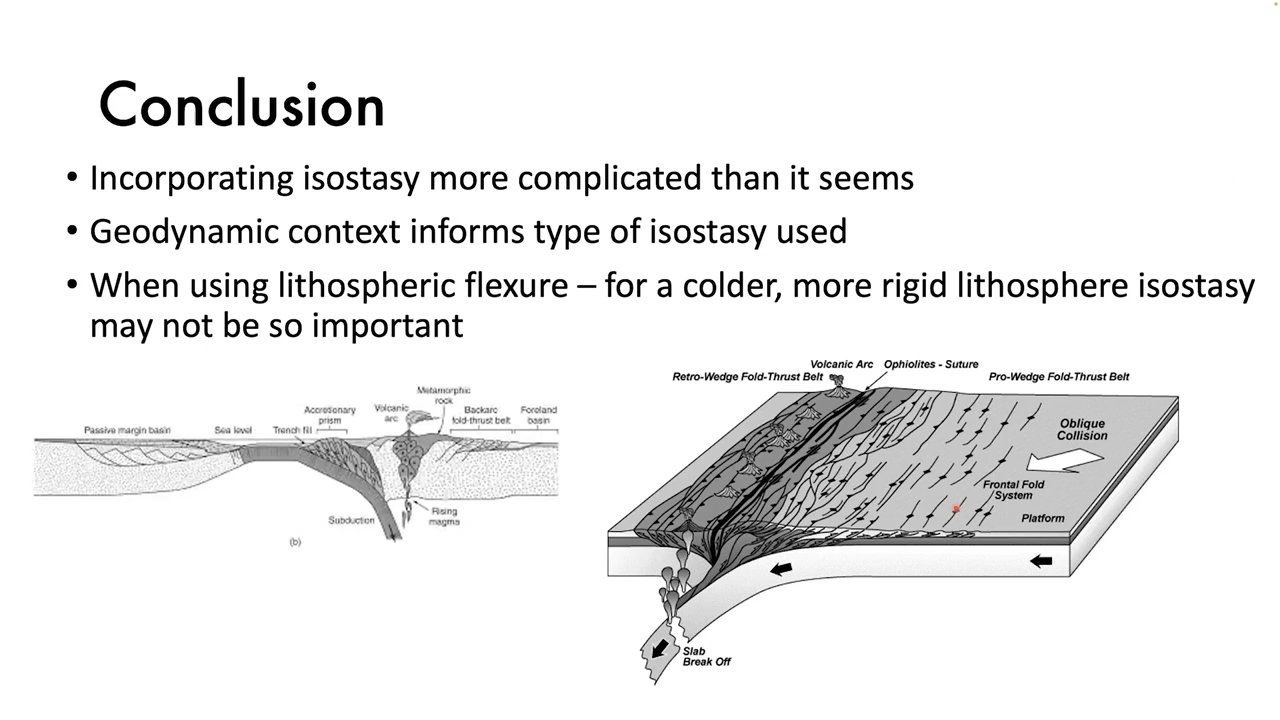 Conclusion
• Incorporating isostasy more complicated than it seems
• Geodynamic context informs type of isostasy used
• When using lithospheric flexure – for a colder, more rigid lithosphere isostasy
may not be so important
Metamorphic
rock
Accretionary
prism
Volcanic
arc
Backarc
fold-thrust belt
Foreland
basin
Passive margin basin
Sea level
Trench fill
Subduction
Rising
magma
(b)
Volcanic Arc
Ophiolites - Suture
Retro-Wedge Fold-Thrust Belt
Pro-Wedge Fold-Thrust Belt
Oblique
Collision
Frontal Fold
System
Platform
Slab
Break Off